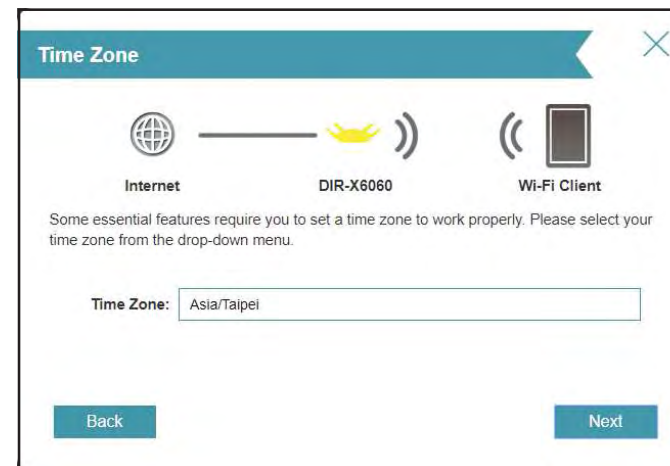 Time Zone
Internet
DIR-X6060
Wi-Fi Client
Some essential features require you to set a time zone to work properly. Please select your
time zone from the drop-down menu.
Time Zone: Asia/Taipei
Back
Next